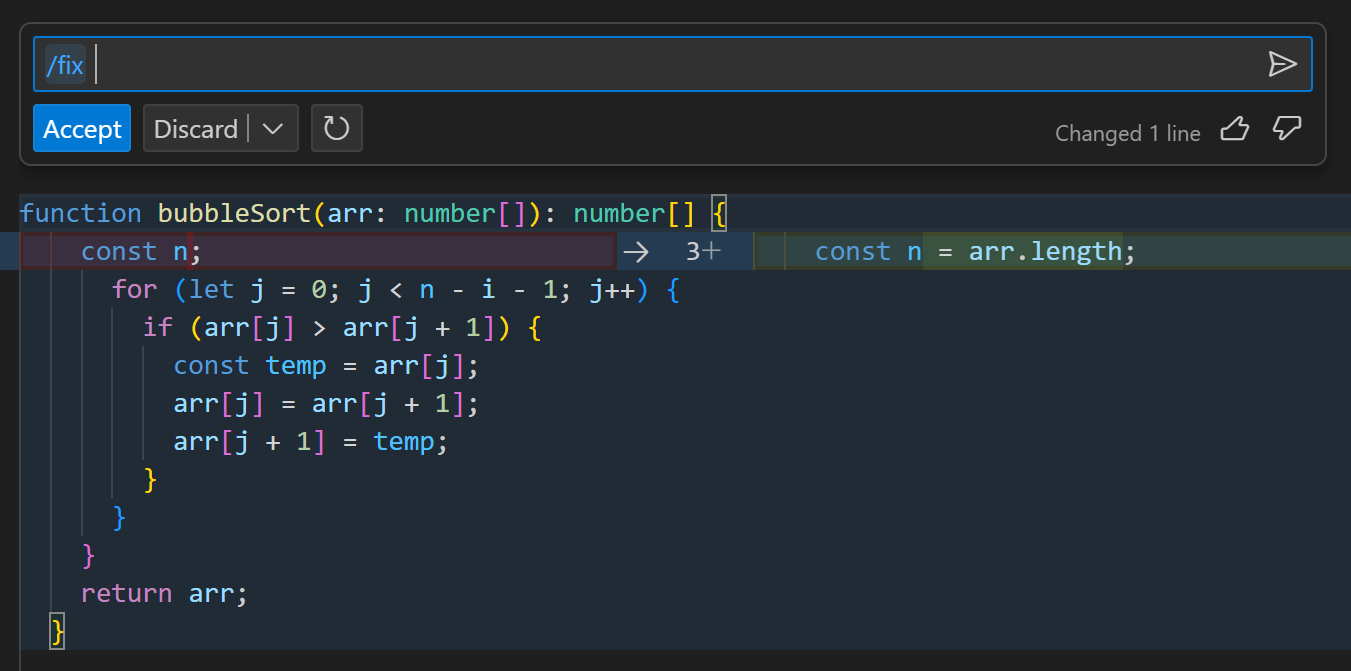 /fix
Accept Discard Changed 1 line
function bubbleSort(arr: number[]): number[] {
const n; → 3+ const n = arr.length;
for (let j = 0; j < n - i - 1; j++) {
if (arr[j] > arr[j + 1]) {
const temp = arr[j];
arr[j] = arr[j + 1];
arr[j + 1] = temp;
}
}
}
return arr;
}